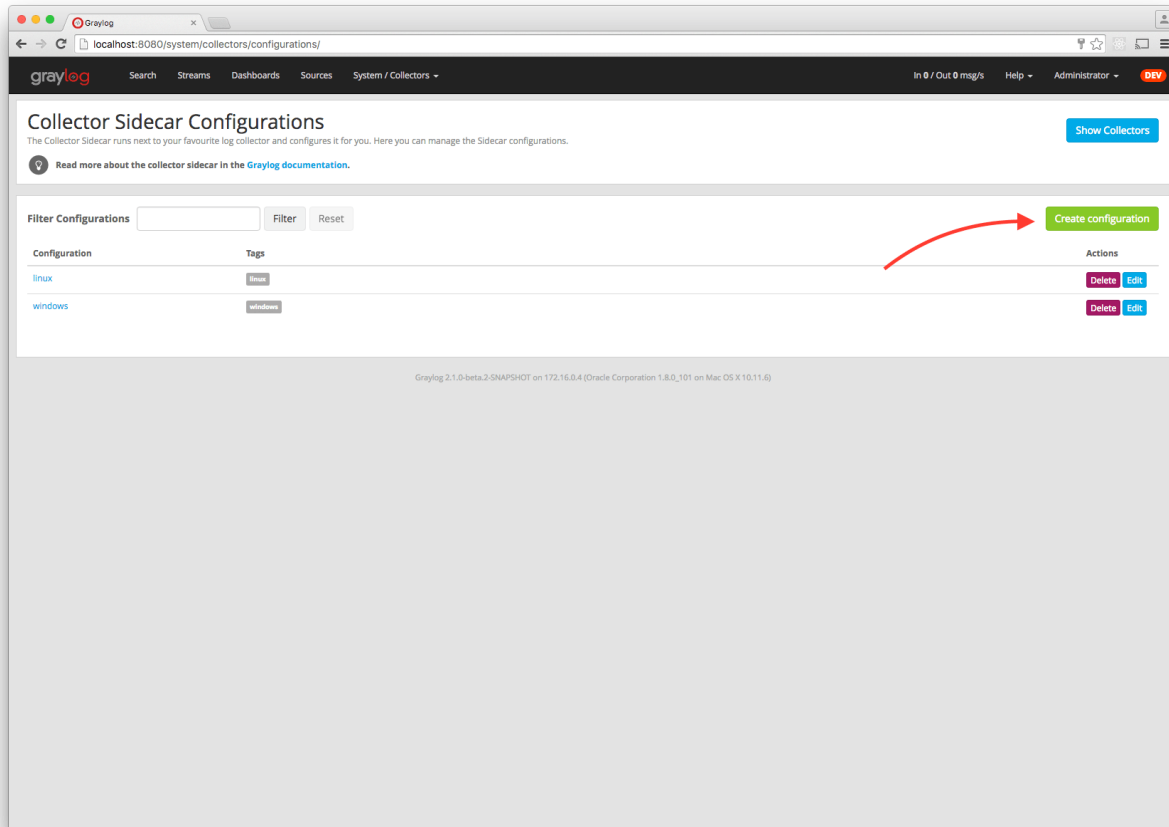 Graylog
localhost:8080/system/collectors/configurations/
graylog Search Streams Dashboards Sources System / Collectors In 0 / Out 0 msg/s Help Administrator DEV
Collector Sidecar Configurations
The Collector Sidecar runs next to your favourite log collector and configures it for you. Here you can manage the Sidecar configurations.
Show Collectors
Read more about the collector sidecar in the Graylog documentation.
Filter Configurations Filter Reset Create configuration
Configuration Tags Actions
linux linux Delete Edit
windows windows Delete Edit
Graylog 2.1.0-beta.2-SNAPSHOT on 172.16.0.4 (Oracle Corporation 1.8.0_101 on Mac OS X 10.11.6)